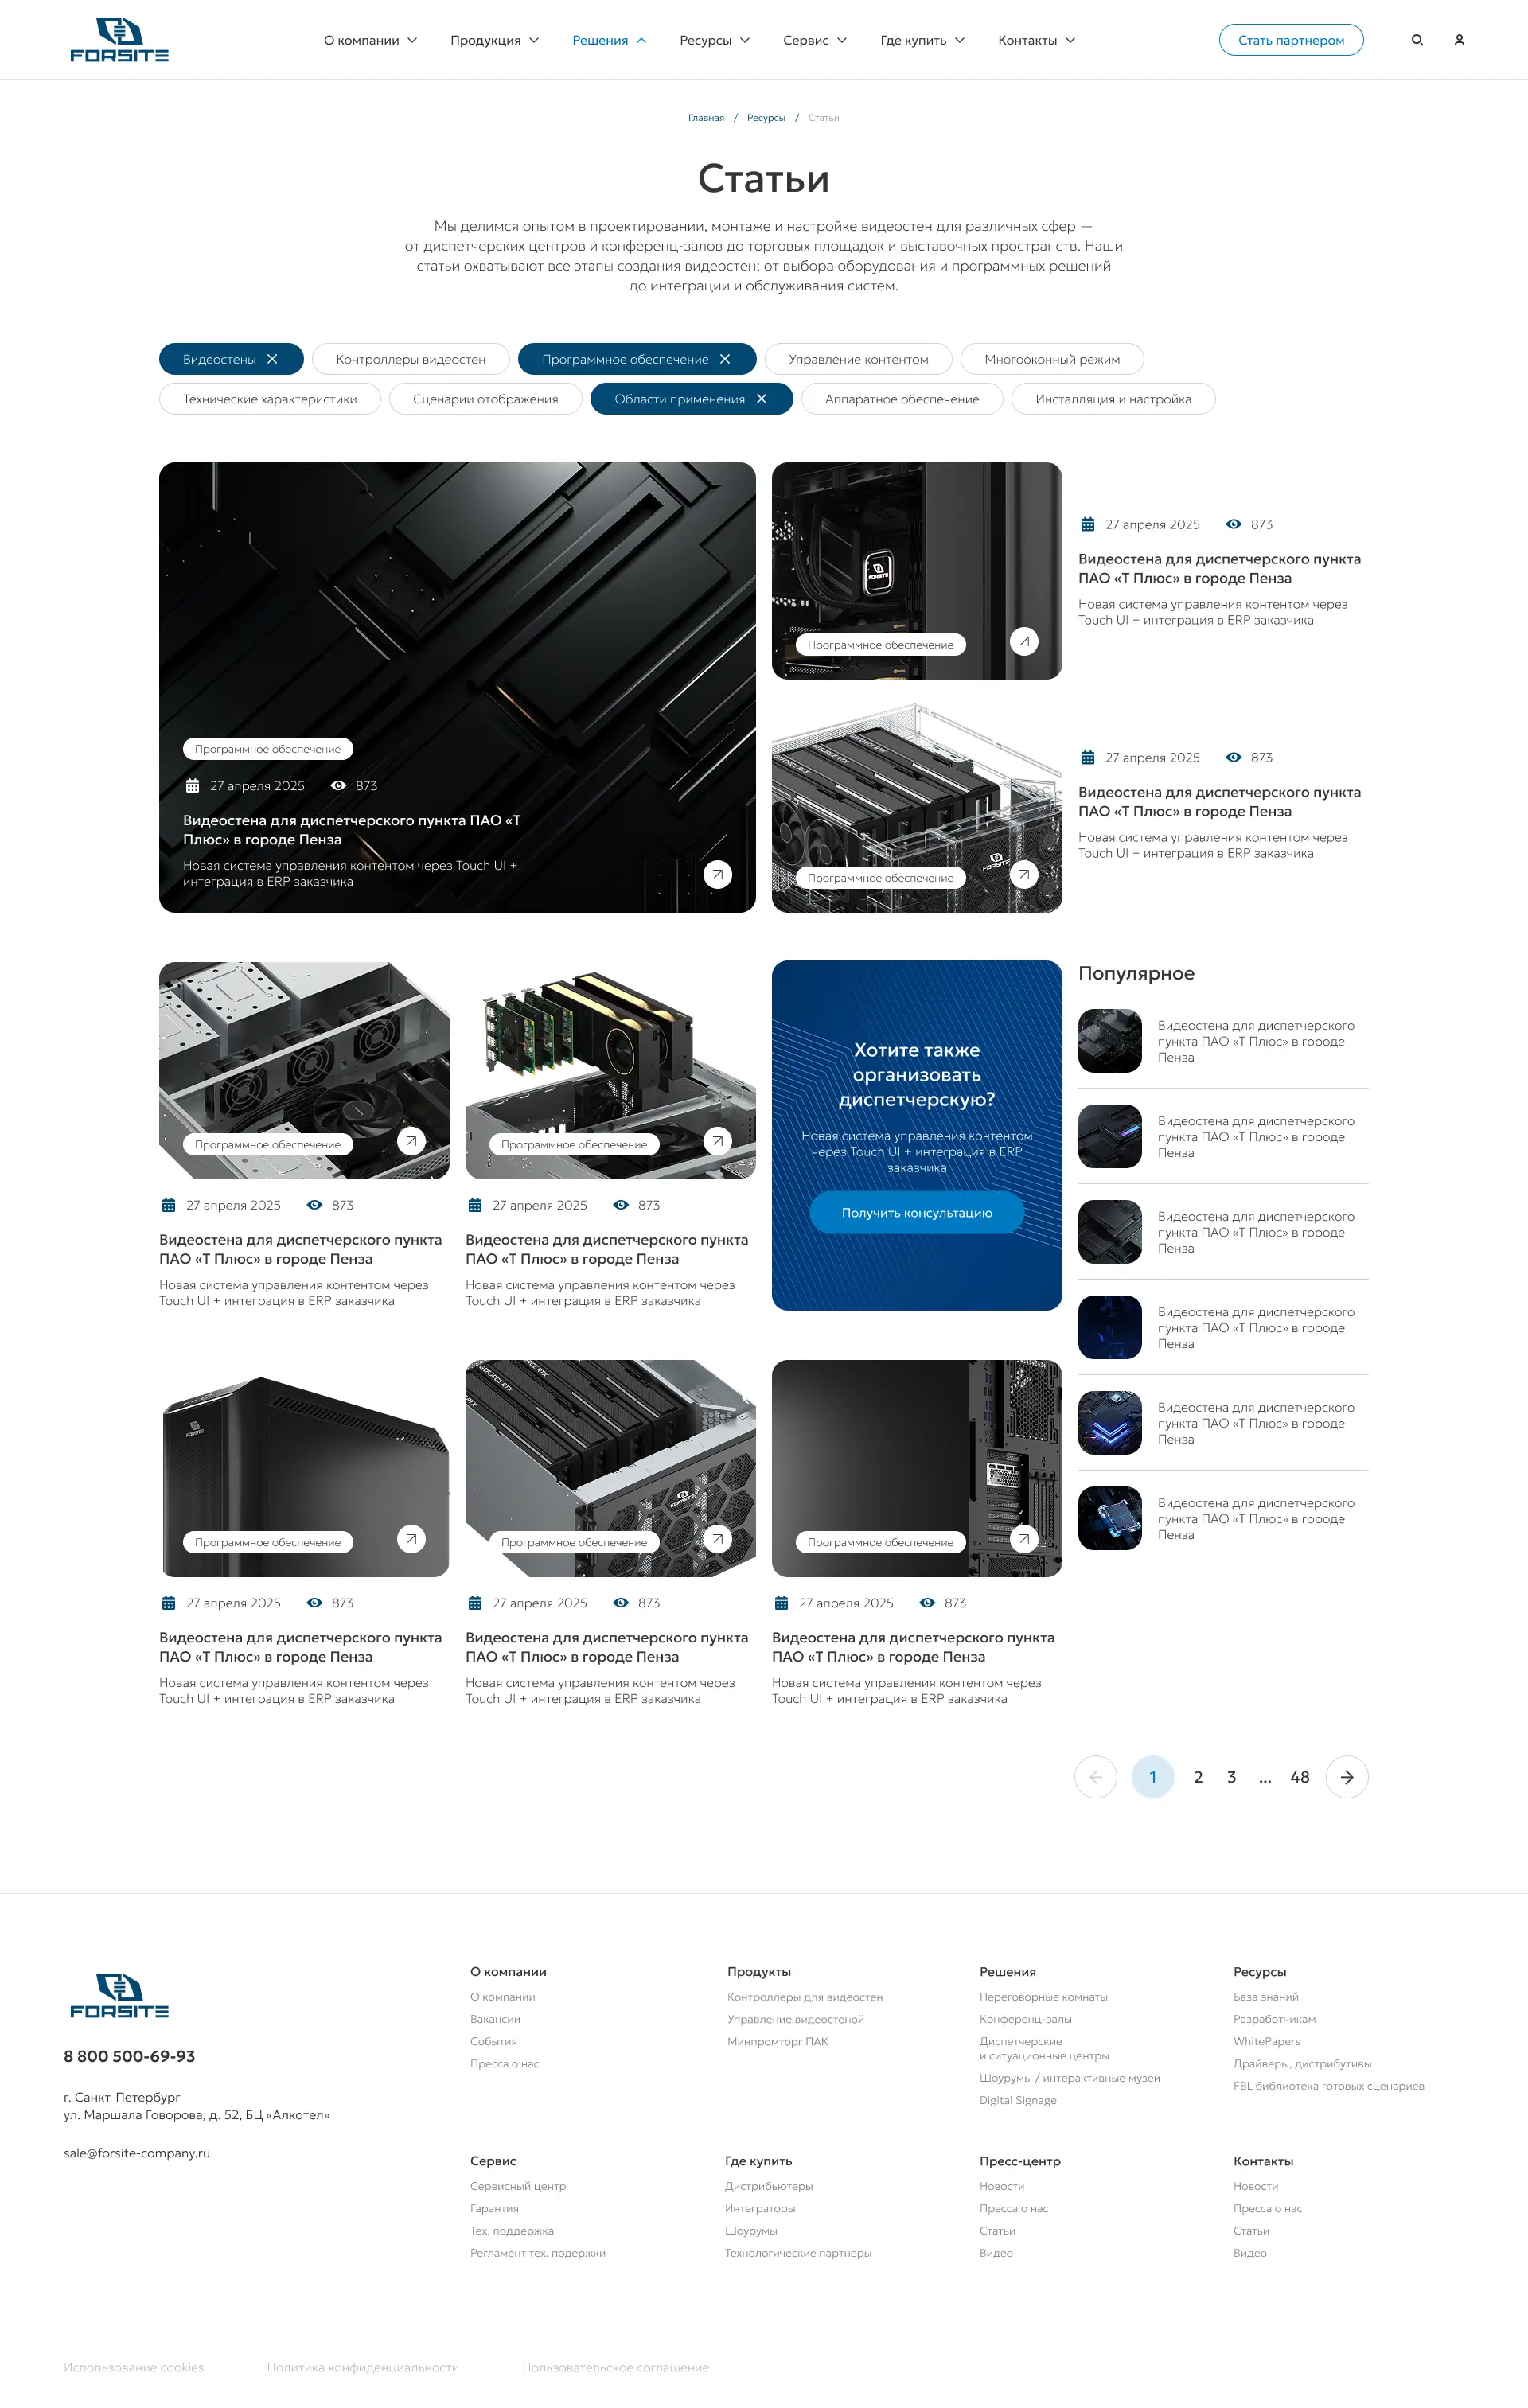 FORSITE
О компании
Продукция
Решения
Ресурсы
Сервис
Где купить
Контакты
Стать партнером
Главная / Ресурсы / Статьи
Статьи
Мы делимся опытом в проектировании, монтаже и настройке видеостен для различных сфер —
от диспетчерских центров и конференц-залов до торговых площадок и выставочных пространств. Наши
статьи охватывают все этапы создания видеостен: от выбора оборудования и программных решений
до интеграции и обслуживания систем.
Видеостены
Контроллеры видеостен
Программное обеспечение
Управление контентом
Многооконный режим
Технические характеристики
Сценарии отображения
Области применения
Аппаратное обеспечение
Инсталляция и настройка
Программное обеспечение
27 апреля 2025 873
Видеостена для диспетчерского пункта ПАО «Т
Плюс» в городе Пенза
Новая система управления контентом через Touch UI +
интеграция в ERP заказчика
FORSITE
Программное обеспечение
27 апреля 2025 873
Видеостена для диспетчерского пункта
ПАО «Т Плюс» в городе Пенза
Новая система управления контентом через
Touch UI + интеграция в ERP заказчика
GEFORCE RTX
GEFORCE RTX
FORSITE
Программное обеспечение
27 апреля 2025 873
Видеостена для диспетчерского пункта
ПАО «Т Плюс» в городе Пенза
Новая система управления контентом через
Touch UI + интеграция в ERP заказчика
Программное обеспечение
27 апреля 2025 873
Видеостена для диспетчерского пункта
ПАО «Т Плюс» в городе Пенза
Новая система управления контентом через
Touch UI + интеграция в ERP заказчика
Программное обеспечение
27 апреля 2025 873
Видеостена для диспетчерского пункта
ПАО «Т Плюс» в городе Пенза
Новая система управления контентом через
Touch UI + интеграция в ERP заказчика
Хотите также
организовать
диспетчерскую?
Новая система управления контентом
через Touch UI + интеграция в ERP
заказчика
Получить консультацию
Популярное
Видеостена для диспетчерского
пункта ПАО «Т Плюс» в городе
Пенза
Видеостена для диспетчерского
пункта ПАО «Т Плюс» в городе
Пенза
Видеостена для диспетчерского
пункта ПАО «Т Плюс» в городе
Пенза
Видеостена для диспетчерского
пункта ПАО «Т Плюс» в городе
Пенза
Видеостена для диспетчерского
пункта ПАО «Т Плюс» в городе
Пенза
Видеостена для диспетчерского
пункта ПАО «Т Плюс» в городе
Пенза
FORSITE
Программное обеспечение
27 апреля 2025 873
Видеостена для диспетчерского пункта
ПАО «Т Плюс» в городе Пенза
Новая система управления контентом через
Touch UI + интеграция в ERP заказчика
GEFORCE RTX
GEFORCE RTX
FORSITE
Программное обеспечение
27 апреля 2025 873
Видеостена для диспетчерского пункта
ПАО «Т Плюс» в городе Пенза
Новая система управления контентом через
Touch UI + интеграция в ERP заказчика
Программное обеспечение
27 апреля 2025 873
Видеостена для диспетчерского пункта
ПАО «Т Плюс» в городе Пенза
Новая система управления контентом через
Touch UI + интеграция в ERP заказчика
1 2 3 ... 48
FORSITE
8 800 500-69-93
г. Санкт-Петербург
ул. Маршала Говорова, д. 52, БЦ «Алкотел»
sale@forsite-company.ru
О компании
О компании
Вакансии
События
Пресса о нас
Продукты
Контроллеры для видеостен
Управление видеостеной
Минпромторг ПАК
Решения
Переговорные комнаты
Конференц-залы
Диспетчерские
и ситуационные центры
Шоурумы / интерактивные музеи
Digital Signage
Ресурсы
База знаний
Разработчикам
WhitePapers
Драйверы, дистрибутивы
FBL библиотека готовых сценариев
Сервис
Сервисный центр
Гарантия
Тех. поддержка
Регламент тех. подержки
Где купить
Дистрибьютеры
Интеграторы
Шоурумы
Технологические партнеры
Пресс-центр
Новости
Пресса о нас
Статьи
Видео
Контакты
Новости
Пресса о нас
Статьи
Видео
Использование cookies
Политика конфиденциальности
Пользовательское соглашение